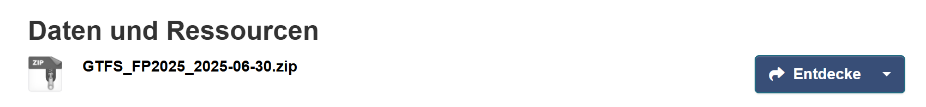 Daten und Ressourcen
ZIP
GTFS_FP2025_2025-06-30.zip
Entdecke